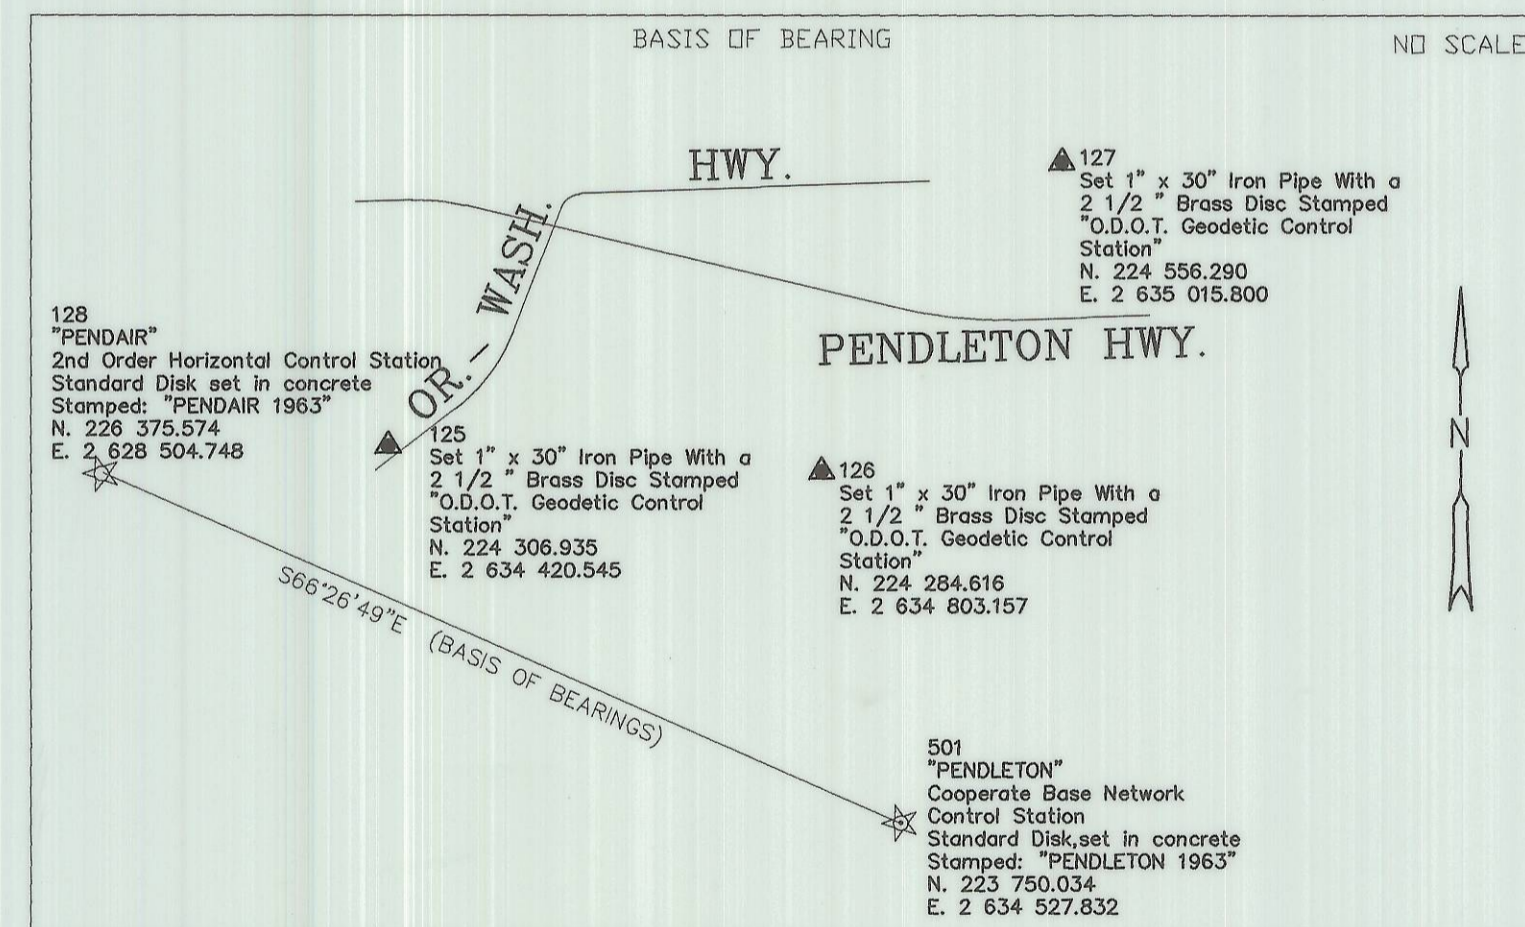 BASIS OF BEARING
NO SCALE
HWY.
OR. – WASH.
PENDLETON HWY.
127
Set 1" x 30" Iron Pipe With a
2 1/2 " Brass Disc Stamped
"O.D.O.T. Geodetic Control
Station"
N. 224 556.290
E. 2 635 015.800
128
"PENDAIR"
2nd Order Horizontal Control Station
Standard Disk set in concrete
Stamped: "PENDAIR 1963"
N. 226 375.574
E. 2 628 504.748
125
Set 1" x 30" Iron Pipe With a
2 1/2 " Brass Disc Stamped
"O.D.O.T. Geodetic Control
Station"
N. 224 306.935
E. 2 634 420.545
126
Set 1" x 30" Iron Pipe With a
2 1/2 " Brass Disc Stamped
"O.D.O.T. Geodetic Control
Station"
N. 224 284.616
E. 2 634 803.157
N
S66°26'49"E (BASIS OF BEARINGS)
501
"PENDLETON"
Cooperate Base Network
Control Station
Standard Disk,set in concrete
Stamped: "PENDLETON 1963"
N. 223 750.034
E. 2 634 527.832